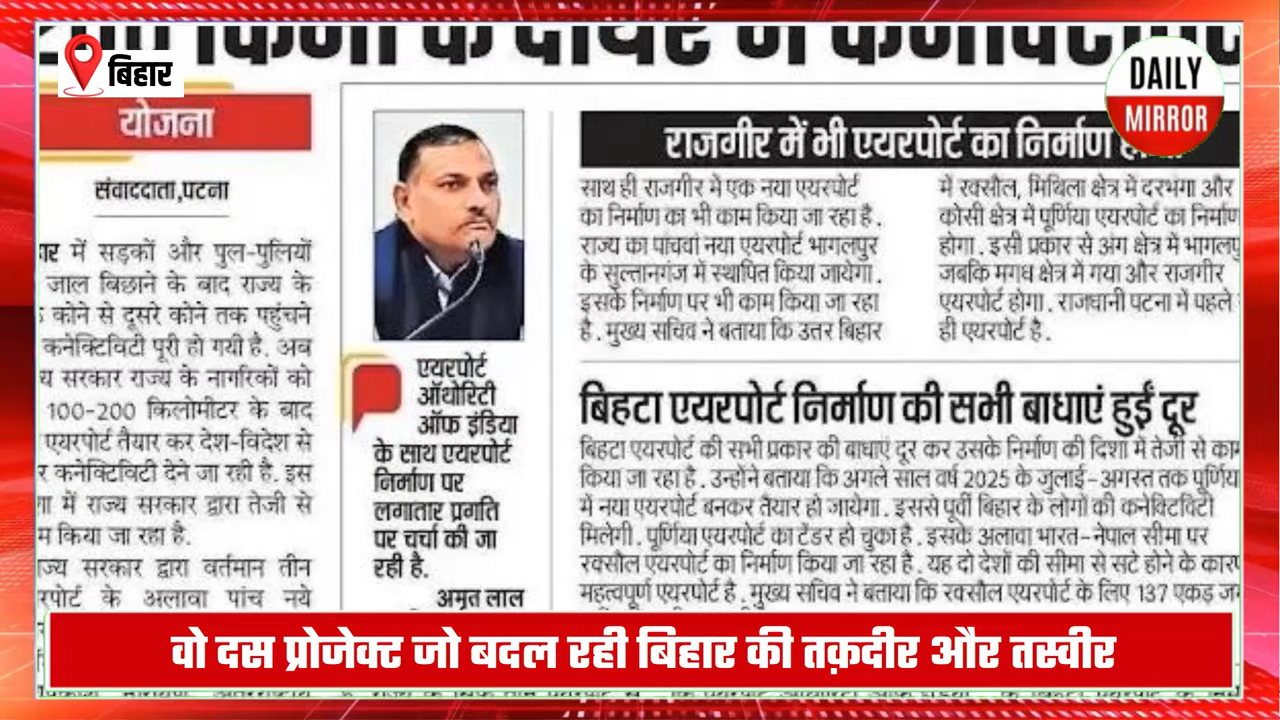 बिहार
DAILY
MIRROR
योजना
संवाददाता,पटना
में सड़कों और पुल-पुलियों
जाल बिछाने के बाद राज्य के
कोने से दूसरे कोने तक पहुंचने
कनेक्टिविटी पूरी हो गयी है. अब
सरकार राज्य के नागरिकों को
100-200 किलोमीटर के बाद
एयरपोर्ट तैयार कर देश-विदेश से
कनेक्टिविटी देने जा रही है. इस
में राज्य सरकार द्वारा तेजी से
किया जा रहा है.
सरकार द्वारा वर्तमान तीन
के अलावा पांच नये
एयरपोर्ट
ऑथोरिटी
ऑफ इंडिया
के साथ एयरपोर्ट
निर्माण पर
लगातार प्रगति
पर चर्चा की जा
रही है.
अमृत लाल
राजगीर में भी एयरपोर्ट का निर्माण
साथ ही राजगीर में एक नया एयरपोर्ट
का निर्माण का भी काम किया जा रहा है.
राज्य का पांचवां नया एयरपोर्ट भागलपुर
के सुल्तानगंज में स्थापित किया जायेगा.
इसके निर्माण पर भी काम किया जा रहा
है. मुख्य सचिव ने बताया कि उत्तर बिहार
में रक्सौल, मिथिला क्षेत्र में दरभंगा और
कोसी क्षेत्र में पूर्णिया एयरपोर्ट का निर्माण
होगा. इसी प्रकार से अंग क्षेत्र में
जबकि मगध क्षेत्र में गया और राजगीर
एयरपोर्ट होगा. राजधानी पटना में पहले
ही एयरपोर्ट है.
बिहटा एयरपोर्ट निर्माण की सभी बाधाएं हुईं दूर
बिहटा एयरपोर्ट की सभी प्रकार की बाधाएं दूर कर उसके निर्माण की दिशा में तेजी से
किया जा रहा है. उन्होंने बताया कि अगले साल वर्ष 2025 के जुलाई-अगस्त तक
में नया एयरपोर्ट बनकर तैयार हो जायेगा. इससे पूर्वी बिहार के लोगों की कनेक्टिविटी
मिलेगी. पूर्णिया एयरपोर्ट का टेंडर हो चुका है. इसके अलावा भारत-नेपाल सीमा पर
रक्सौल एयरपोर्ट का निर्माण किया जा रहा है. यह दो देशों की सीमा से सटे होने के
महत्वपूर्ण एयरपोर्ट है. मुख्य सचिव ने बताया कि रक्सौल एयरपोर्ट के लिए 137 एकड़
वो दस प्रोजेक्ट जो बदल रही बिहार की तक़दीर और तस्वीर